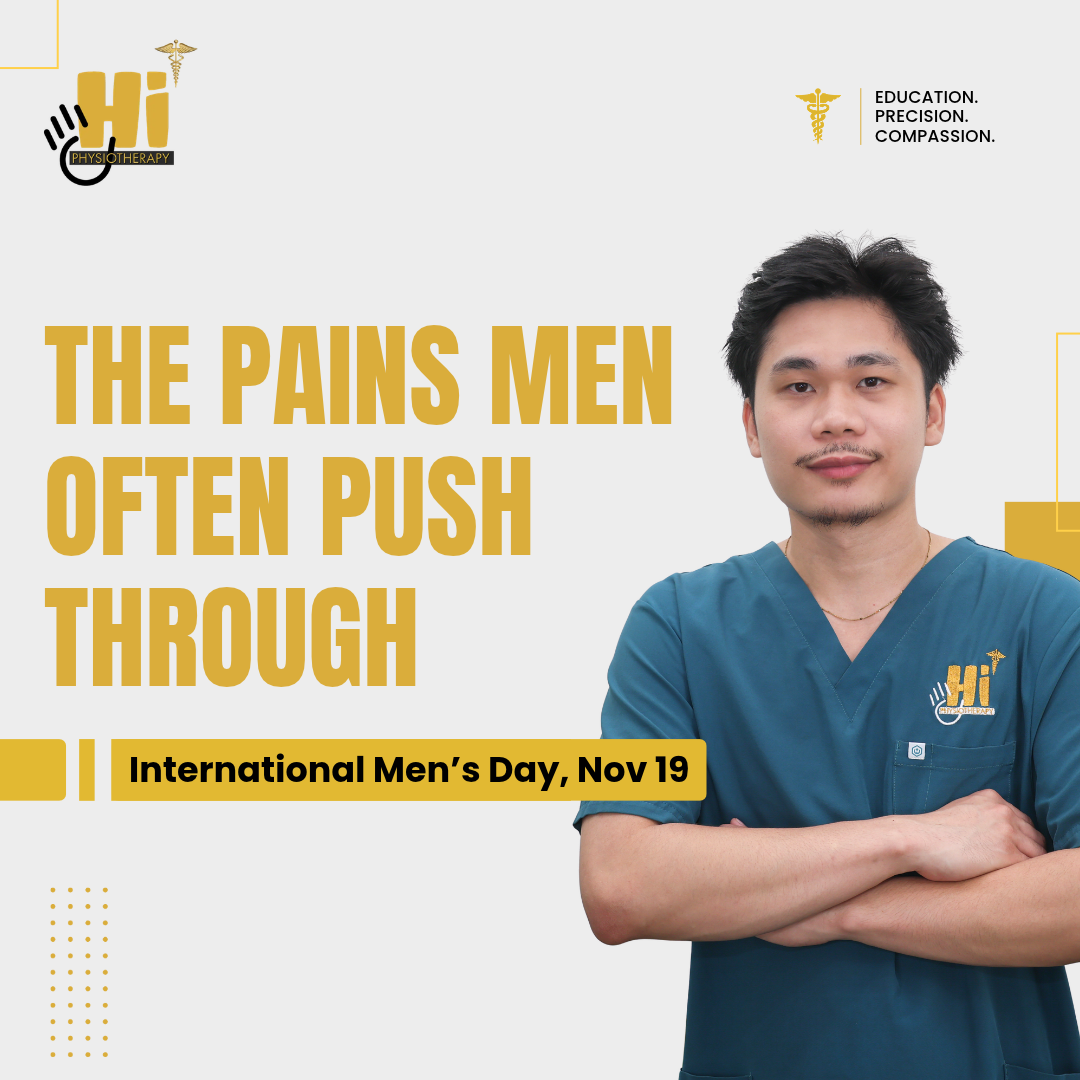 Hi
PHYSIOTHERAPY
EDUCATION.
PRECISION.
COMPASSION.
THE PAINS MEN
OFTEN PUSH
THROUGH
International Men’s Day, Nov 19
Hi
PHYSIOTHERAPY